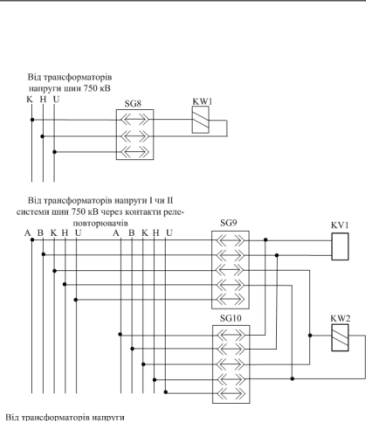 Від трансформаторів
напруги шин 750 кВ
К Н U
SG8
KW1
Від трансформаторів напруги I чи II
системи шин 750 кВ через контакти реле-
повторювачів
А В К Н U
А В К Н U
SG9
KV1
SG10
KW2
Від трансформаторів напруги